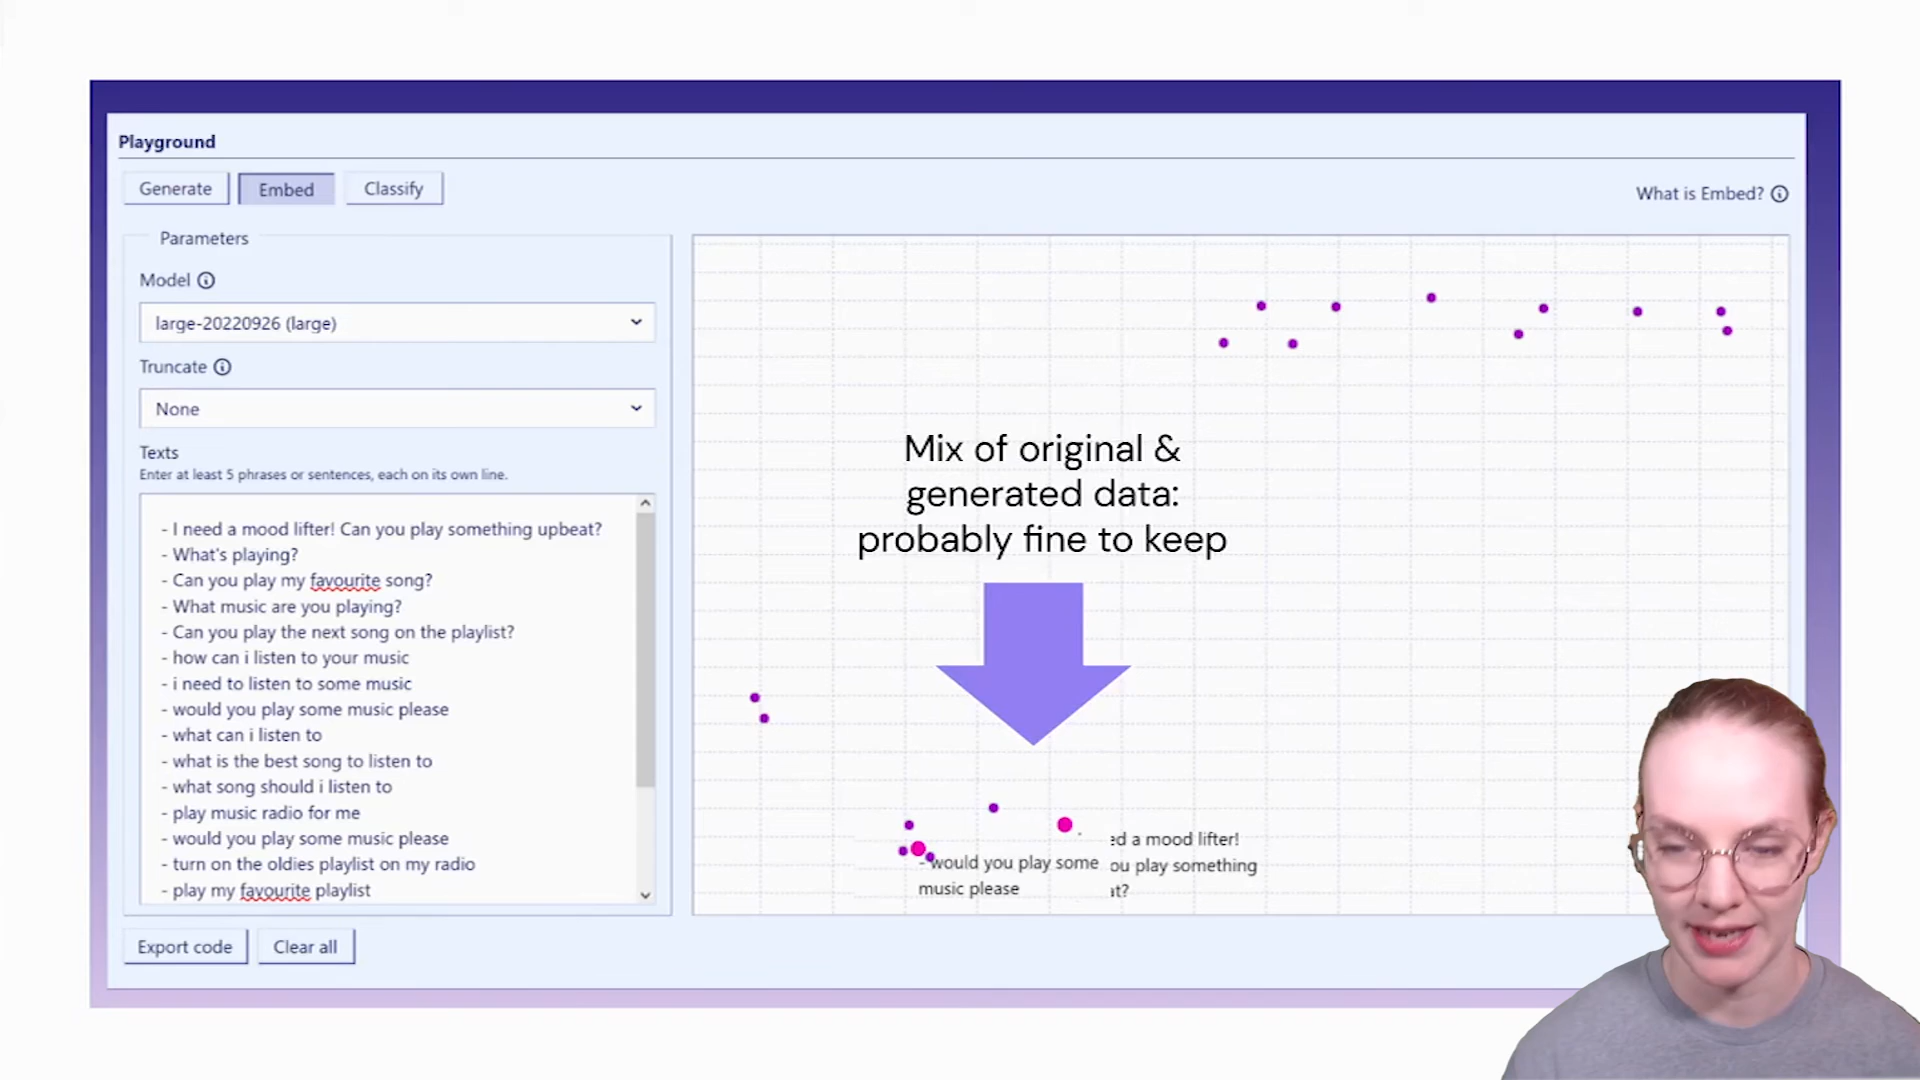 Playground
Generate
Embed
Classify
What is Embed?
Parameters
Model
large-20220926 (large)
Truncate
None
Texts
Enter at least 5 phrases or sentences, each on its own line.
- I need a mood lifter! Can you play something upbeat?
- What's playing?
- Can you play my favourite song?
- What music are you playing?
- Can you play the next song on the playlist?
- how can i listen to your music
- i need to listen to some music
- would you play some music please
- what can i listen to
- what is the best song to listen to
- what song should i listen to
- play music radio for me
- would you play some music please
- turn on the oldies playlist on my radio
- play my favourite playlist
Export code
Clear all
Mix of original &
generated data:
probably fine to keep
- would you play some
music please
ed a mood lifter!
ou play something
at?